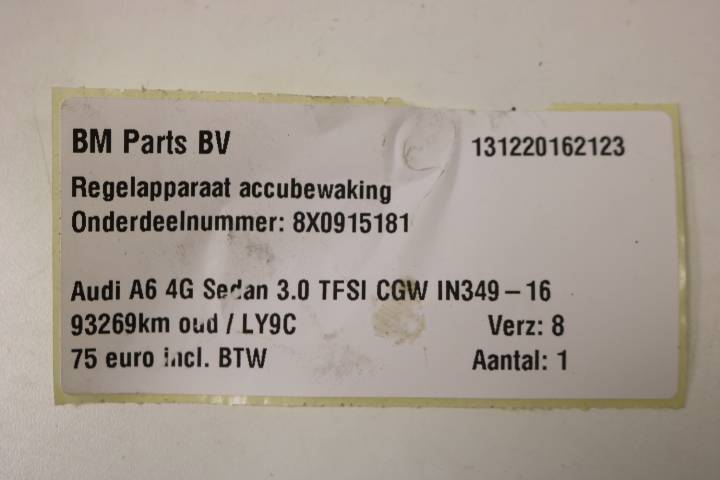 BM Parts BV 131220162123
Regelapparaat accubewaking
Onderdeelnummer: 8X0915181
Audi A6 4G Sedan 3.0 TFSI CGW IN349-16
93269km oud / LY9C Verz: 8
75 euro incl. BTW Aantal: 1